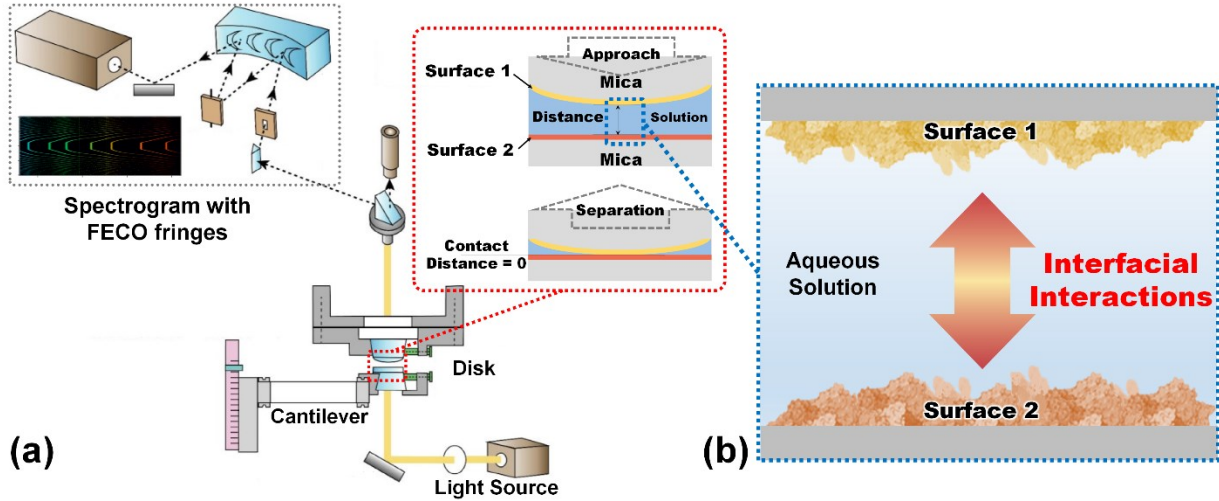 Spectrogram with
FECO fringes
Approach
Surface 1
Mica
Distance
Solution
Surface 2
Mica
Separation
Contact
Distance = 0
Disk
Cantilever
Light Source
(a)
Surface 1
Aqueous
Solution
Interfacial
Interactions
Surface 2
(b)